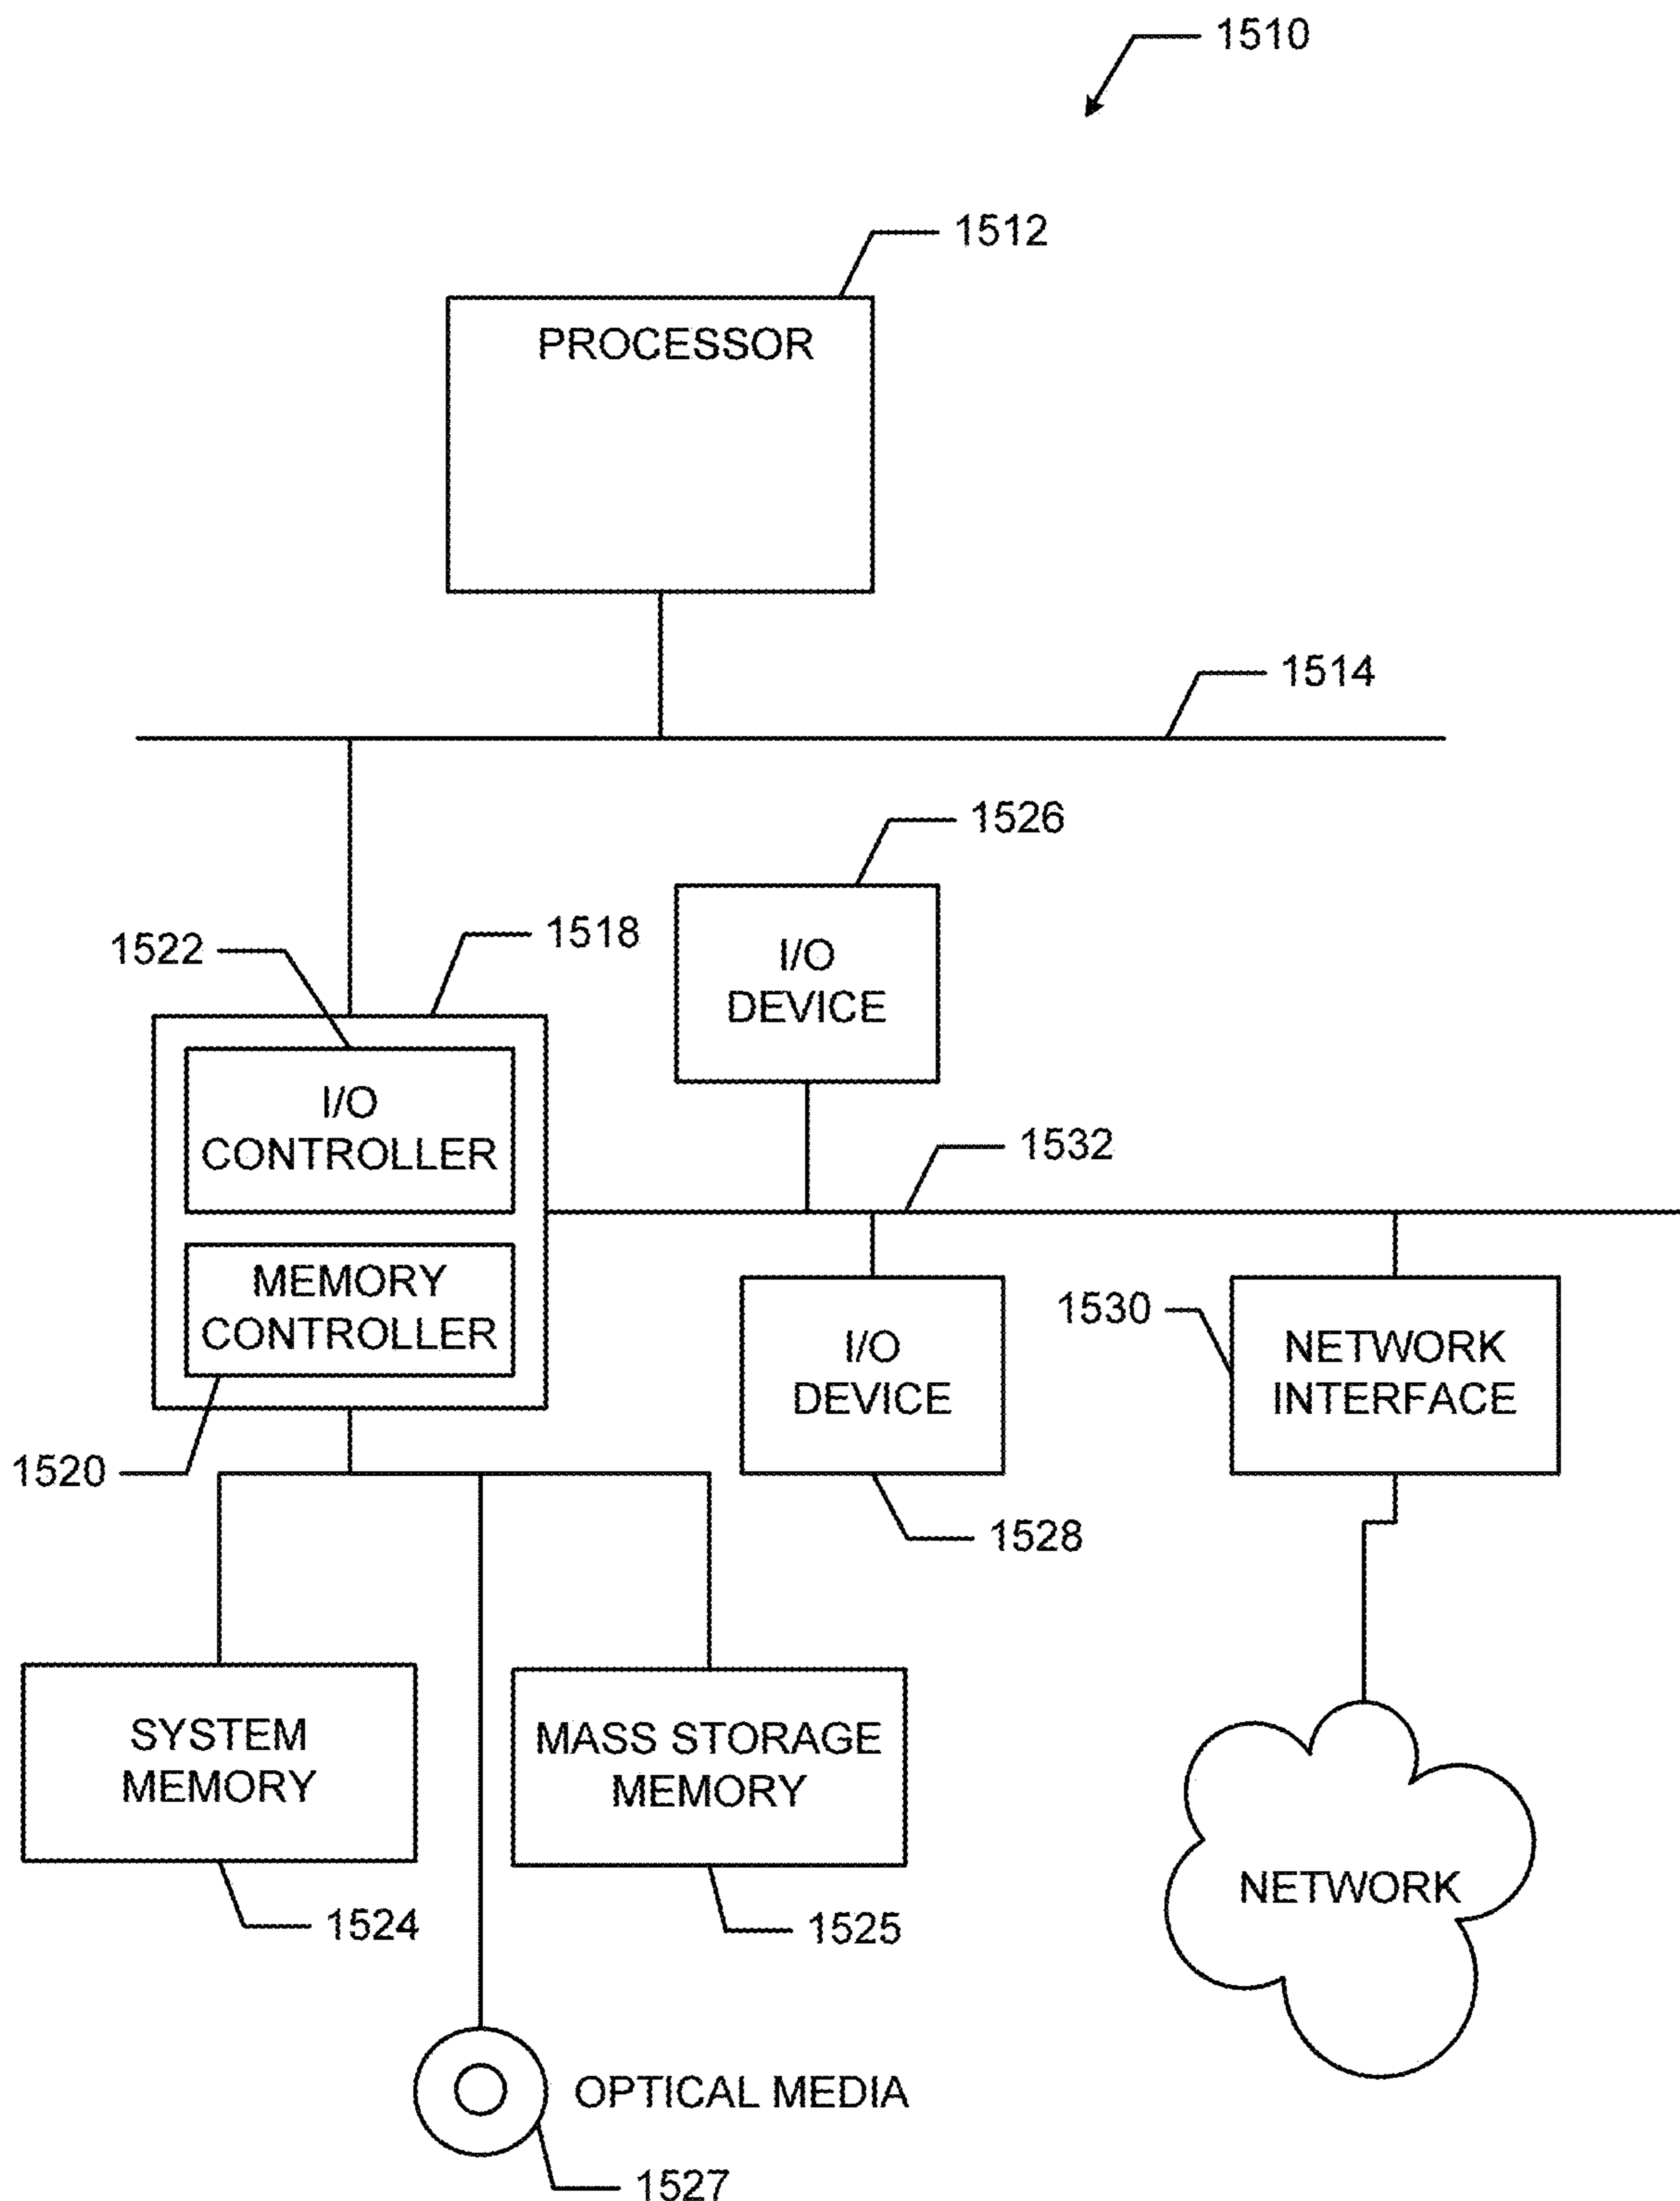 1510
1512
PROCESSOR
1514
1526
1522
1518
I/O
DEVICE
I/O
CONTROLLER
1532
MEMORY
CONTROLLER
1530
I/O
DEVICE
NETWORK
INTERFACE
1520
1528
SYSTEM
MEMORY
MASS STORAGE
MEMORY
NETWORK
1524
1525
OPTICAL MEDIA
1527